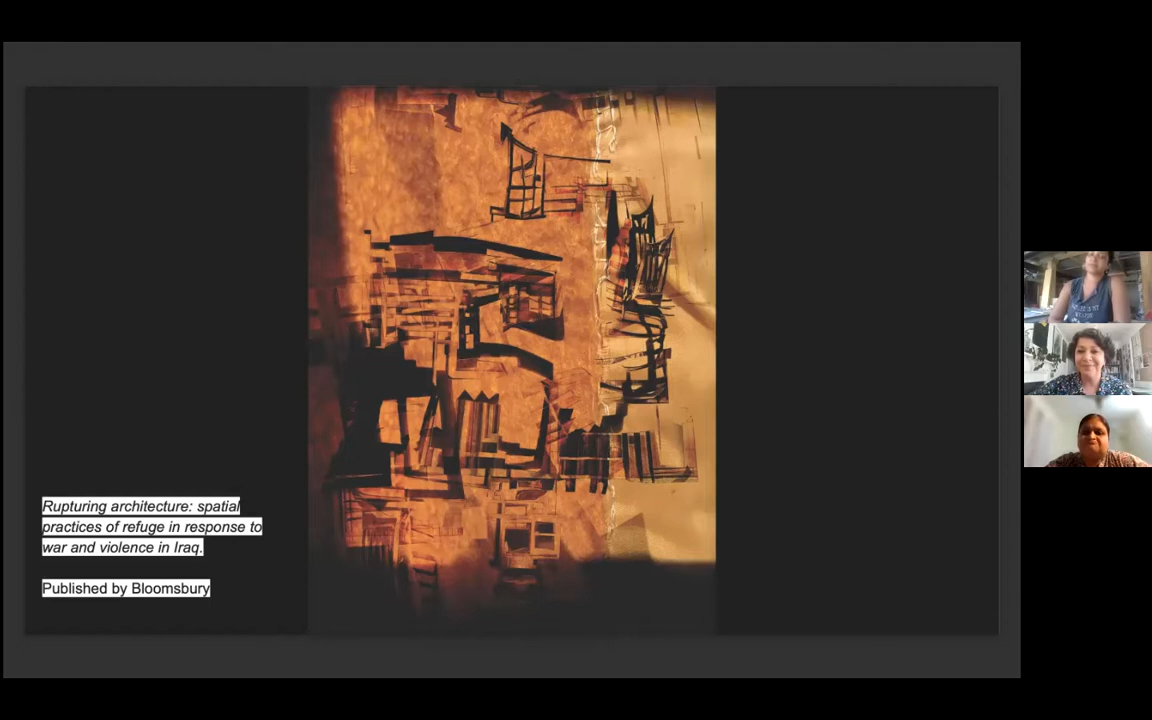 Rupturing architecture: spatial
practices of refuge in response to
war and violence in Iraq.
Published by Bloomsbury